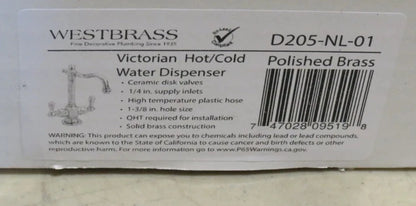 WESTBRASS
Fine Decorative Plumbing Since 1935
D205-NL-01
Victorian Hot/Cold
Water Dispenser
Polished Brass
- Ceramic disk valves
- 1/4 in. supply inlets
- High temperature plastic hose
- 1-3/8 in. hole size
- QHT required for installation
- Solid brass construction
7 47028 09519 8
WARNING: This product can expose you to chemicals including lead or lead compounds,
which are known to the State of California to cause cancer and birth defects or other
reproductive harm. For more information go to www.P65Warnings.ca.gov.